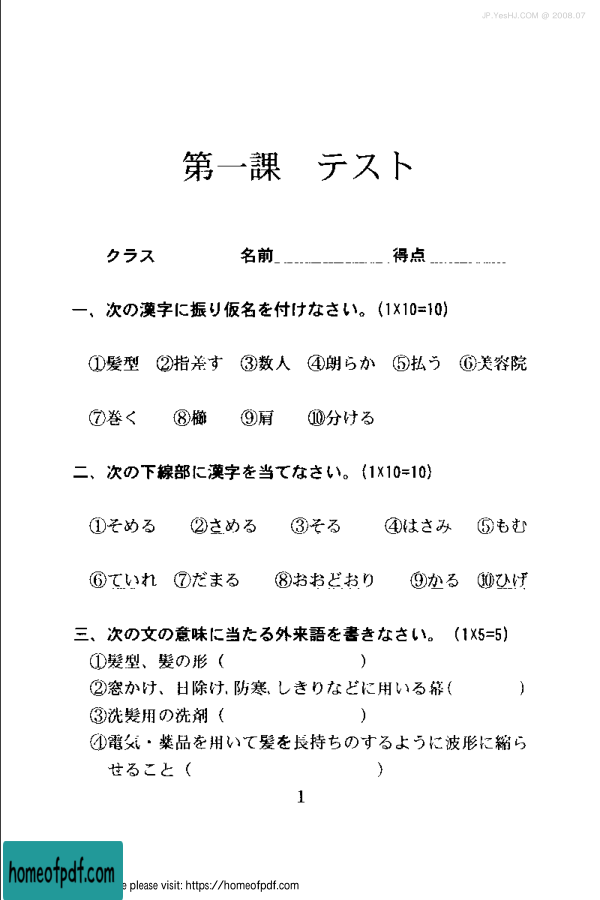 JP.YesHJ.COM @ 2008.07
第一課　テスト
クラス　名前　得点
一、次の漢字に振り仮名を付けなさい。(1X10=10)
①髪型　②指差す　③数人　④朗らか　⑤払う　⑥美容院
⑦巻く　⑧櫛　⑨肩　⑩分ける
二、次の下線部に漢字を当てなさい。(1X10=10)
①そめる　②さめる　③そる　④はさみ　⑤もむ
⑥ていれ　⑦だまる　⑧おおどおり　⑨かる　⑩ひげ
三、次の文の意味に当たる外来語を書きなさい。　(1X5=5)
①髪型、髪の形（　　　　　　　　）
②窓かけ、日除け,防寒,しきりなどに用いる幕(　　　　)
③洗髪用の洗剤（　　　　　　　　）
④電気・薬品を用いて髪を長持ちのするように波形に縮ら
せること（　　　　　　　　　　　）
1
homeofpdf.com
e please visit: https://homeofpdf.com